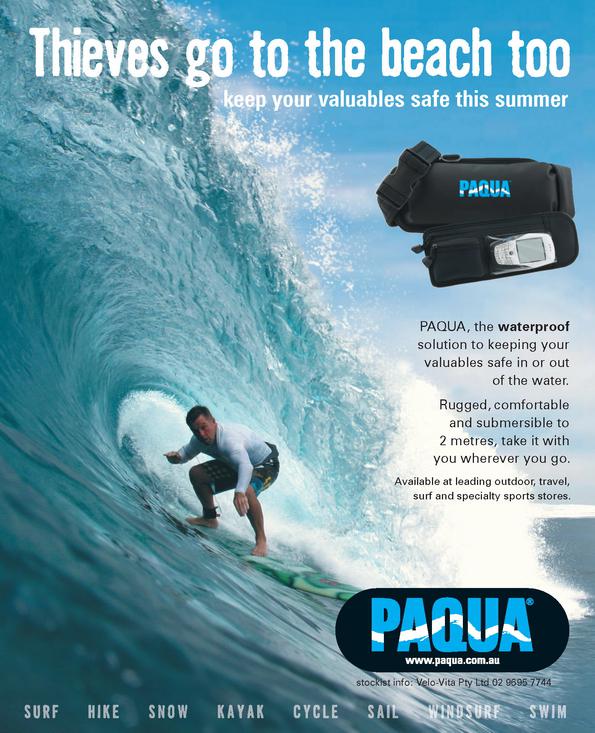 Thieves go to the beach too
keep your valuables safe this summer
PAQUA
PAQUA, the waterproof
solution to keeping your
valuables safe in or out
of the water.
Rugged, comfortable
and submersible to
2 metres, take it with
you wherever you go.
Available at leading outdoor, travel,
surf and specialty sports stores.
PAQUA®
www.paqua.com.au
stockist info: Velo-Vita Pty Ltd 02 9695 7744
SURF HIKE SNOW KAYAK CYCLE SAIL WINDSURF SWIM